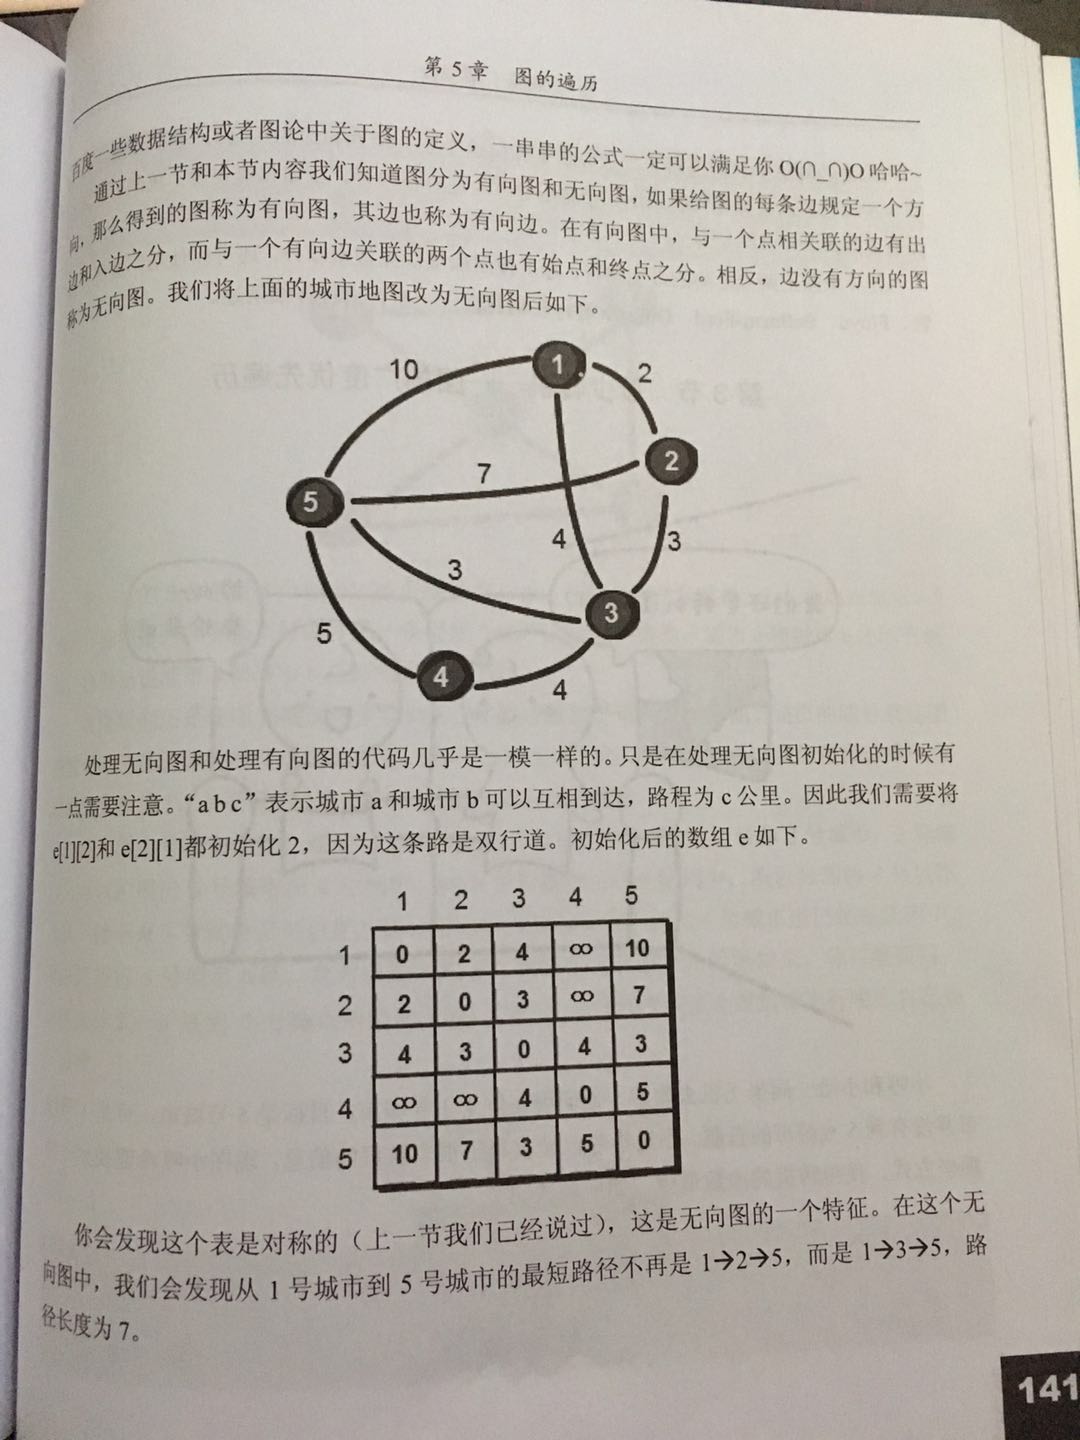 第 5 章 图的遍历
百度一些数据结构或者图论中关于图的定义，一串串的公式一定可以满足你 O(∩_∩)O 哈哈~
通过上一节和本节内容我们知道图分为有向图和无向图，如果给图的每条边规定一个方
向，那么得到的图称为有向图，其边也称为有向边。在有向图中，与一个点相关联的边有出
边和入边之分，而与一个有向边关联的两个点也有始点和终点之分。相反，边没有方向的图
称为无向图。我们将上面的城市地图改为无向图后如下。
10
1
2
2
7
5
4
3
3
3
5
4
4
处理无向图和处理有向图的代码几乎是一模一样的。只是在处理无向图初始化的时候有
一点需要注意。“a b c”表示城市 a 和城市 b 可以互相到达，路程为 c 公里。因此我们需要将
e[1][2]和 e[2][1]都初始化 2，因为这条路是双行道。初始化后的数组 e 如下。
1 2 3 4 5
1 0 2 4 ∞ 10
2 2 0 3 ∞ 7
3 4 3 0 4 3
4 ∞ ∞ 4 0 5
5 10 7 3 5 0
你会发现这个表是对称的（上一节我们已经说过），这是无向图的一个特征。在这个无
向图中，我们会发现从 1 号城市到 5 号城市的最短路径不再是 1→2→5，而是 1→3→5，路
径长度为 7。
141